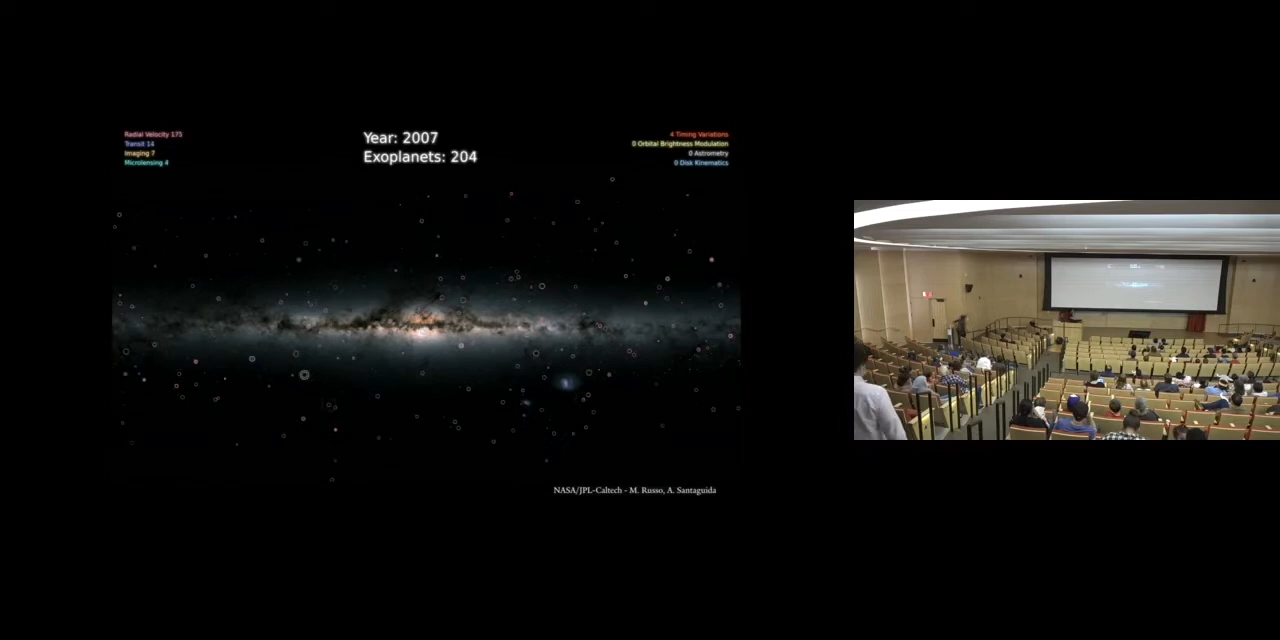 Radial Velocity 175
Transit 14
Imaging 7
Microlensing 4
Year: 2007
Exoplanets: 204
4 Timing Variations
0 Orbital Brightness Modulation
0 Astrometry
0 Disk Kinematics
NASA/JPL-Caltech - M. Russo, A. Santaguida